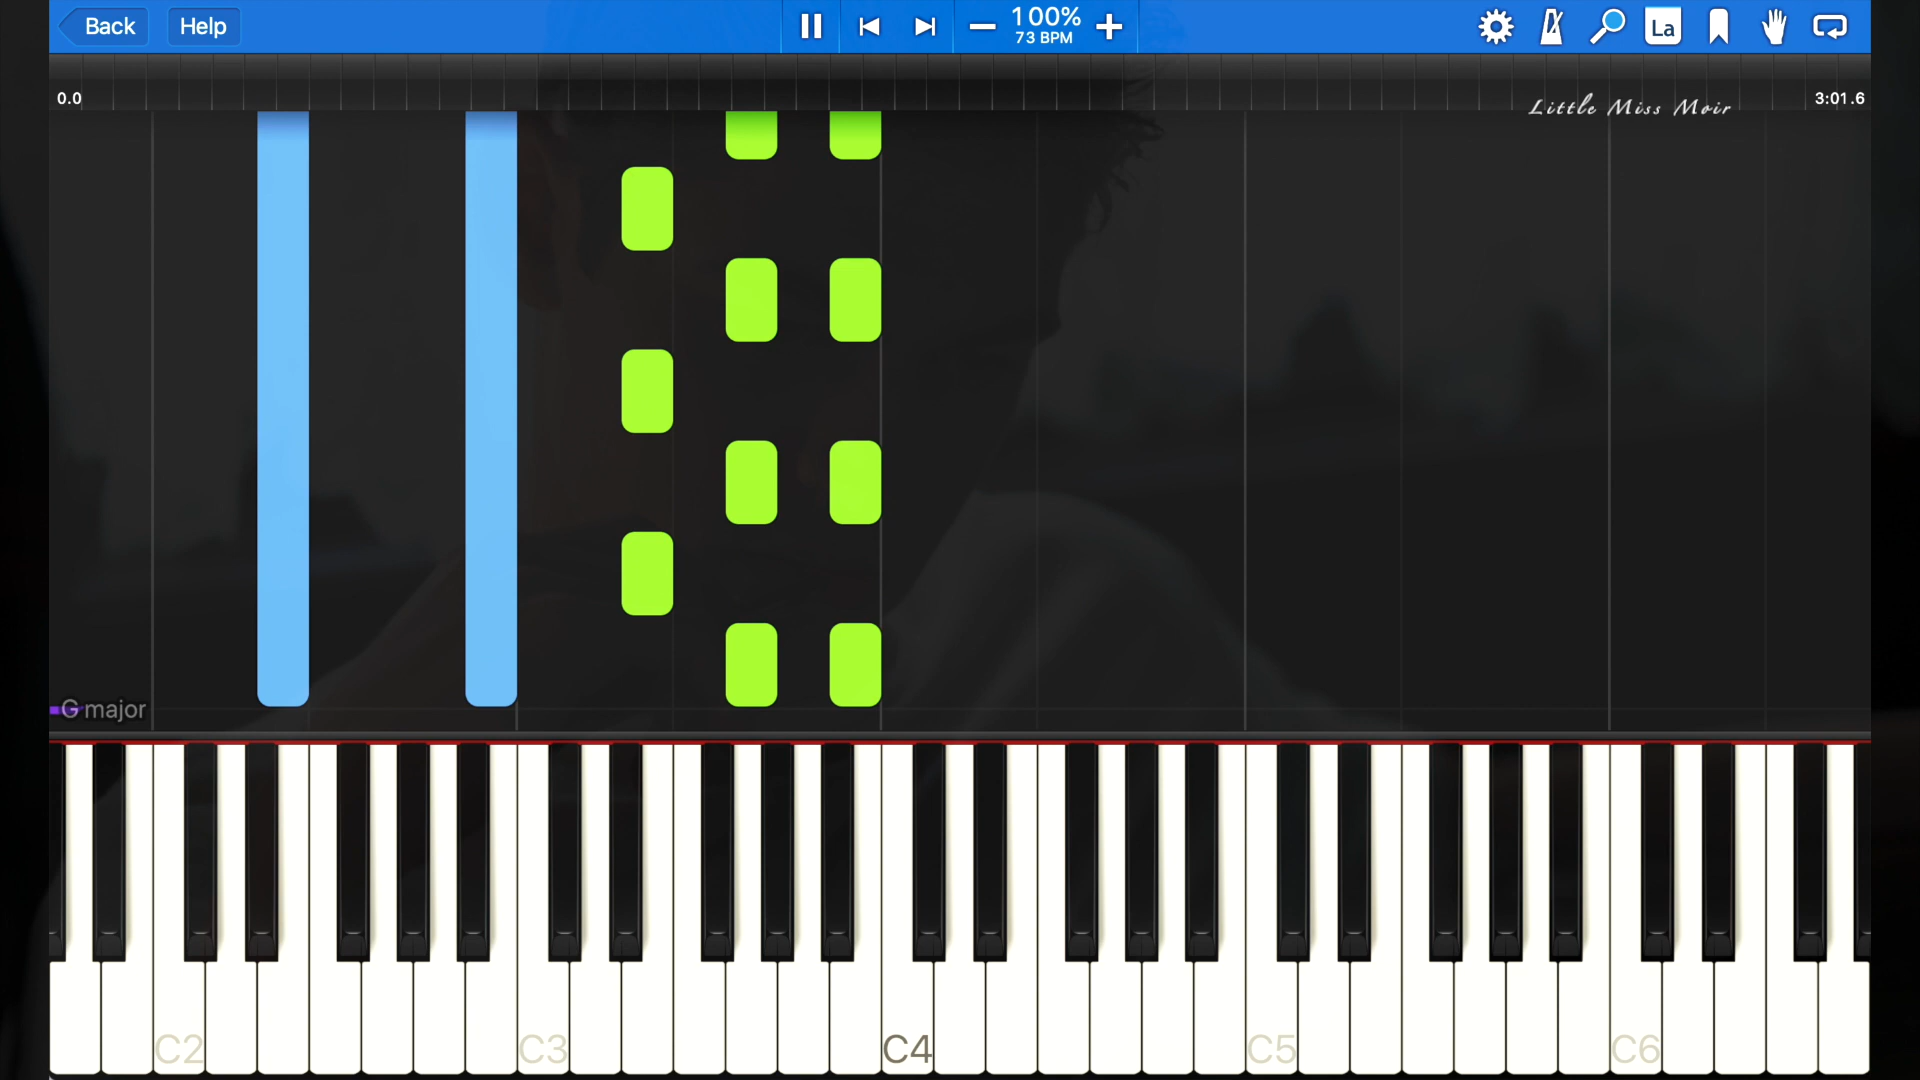 Back
Help
100%
73 BPM
La
0.0
3:01.6
Little Miss Moir
G major
C2
C3
C4
C5
C6